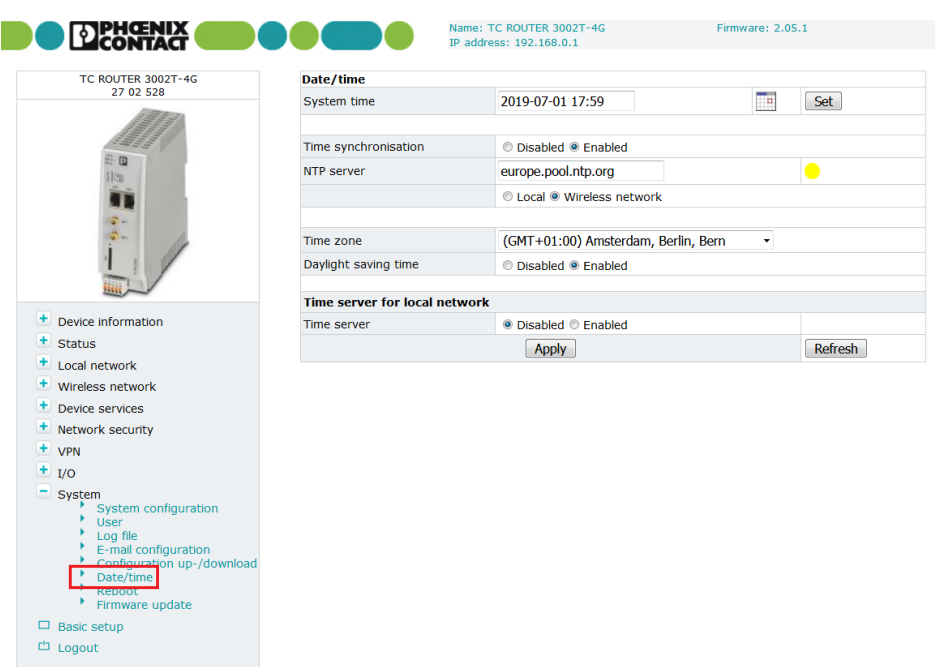 PHŒNIX
CONTACT
Name: TC ROUTER 3002T-4G Firmware: 2.05.1
IP address: 192.168.0.1
TC ROUTER 3002T-4G
27 02 528
Device information
Status
Local network
Wireless network
Device services
Network security
VPN
I/O
System
System configuration
User
Log file
E-mail configuration
Configuration up-/download
Date/time
Reboot
Firmware update
Basic setup
Logout
Date/time
System time 2019-07-01 17:59 Set
Time synchronisation Disabled Enabled
NTP server europe.pool.ntp.org
Local Wireless network
Time zone (GMT+01:00) Amsterdam, Berlin, Bern
Daylight saving time Disabled Enabled
Time server for local network
Time server Disabled Enabled
Apply Refresh